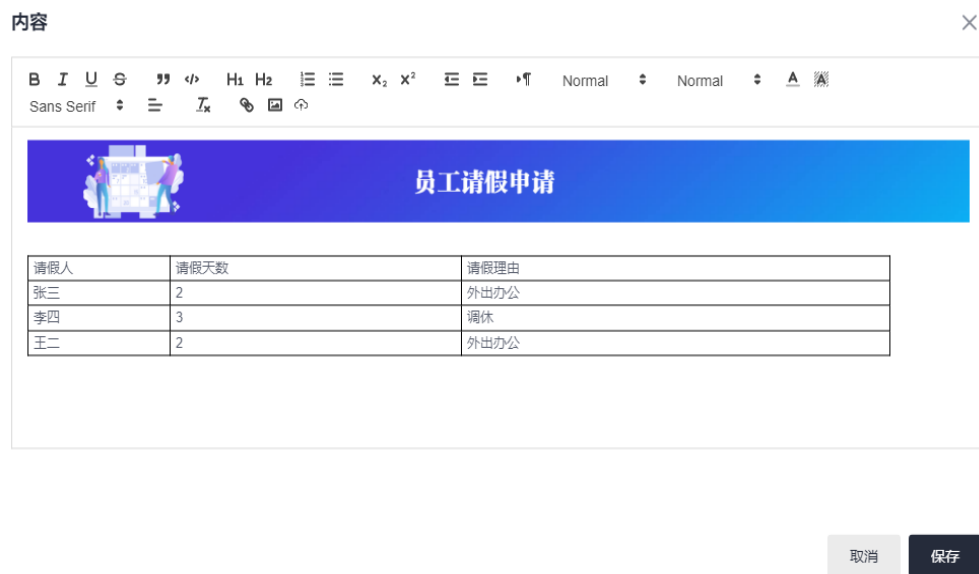 内容
B I U S ❞ </> H1 H2 X₂ X² ¶ Normal Normal A A
Sans Serif Tx
员工请假申请
请假人 请假天数 请假理由
张三 2 外出办公
李四 3 调休
王二 2 外出办公
取消 保存